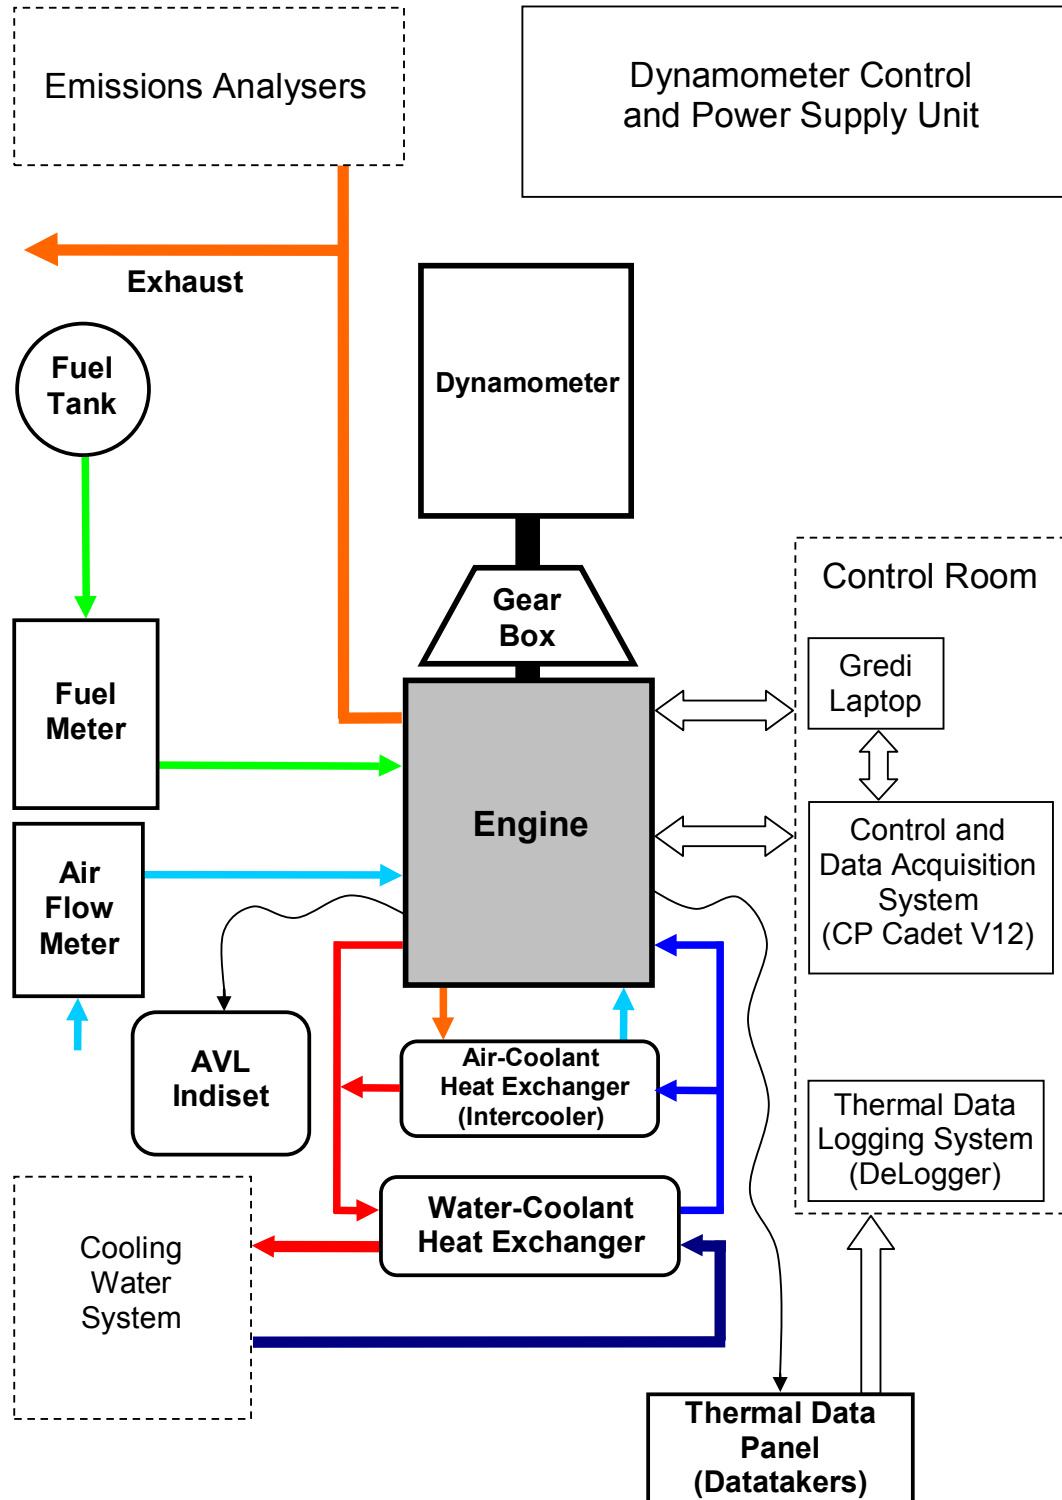 Emissions Analysers
Dynamometer Control
and Power Supply Unit
Exhaust
Fuel
Tank
Dynamometer
Gear
Box
Control Room
Gredi
Laptop
Fuel
Meter
Engine
Control and
Data Acquisition
System
(CP Cadet V12)
Air
Flow
Meter
AVL
Indiset
Air-Coolant
Heat Exchanger
(Intercooler)
Thermal Data
Logging System
(DeLogger)
Water-Coolant
Heat Exchanger
Cooling
Water
System
Thermal Data
Panel
(Datatakers)